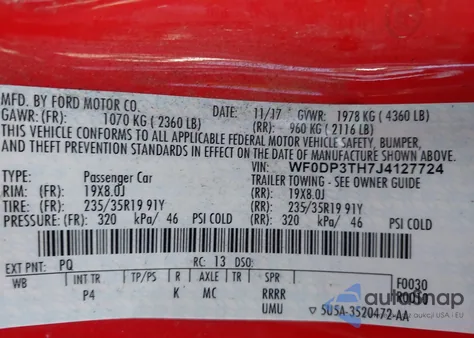 MFD. BY FORD MOTOR CO.
DATE: 11/17 GVWR: 1978 KG ( 4360 LB)
GAWR: (FR): 1070 KG ( 2360 LB) (RR): 960 KG ( 2116 LB)
THIS VEHICLE CONFORMS TO ALL APPLICABLE FEDERAL MOTOR VEHICLE SAFETY, BUMPER,
AND THEFT PREVENTION STANDARDS IN EFFECT ON THE DATE OF MANUFACTURE SHOWN ABOVE.
VIN: WF0DP3TH7J4127724
TYPE: Passenger Car TRAILER TOWING - SEE OWNER GUIDE
RIM: (FR) 19X8.0J (RR): 19X8.0J
TIRE: (FR) 235/35R19 91Y (RR): 235/35R19 91Y
PRESSURE: (FR) 320 kPa/ 46 PSI COLD (RR): 320 kPa/ 46 PSI COLD
EXT PNT: PQ RC: 13 DSO:
WB INT TR TP/PS R AXLE TR SPR
P4 K MC RRRR
UMU
F0030
5U5A-3520472-AA
autoaukcion USA - EU